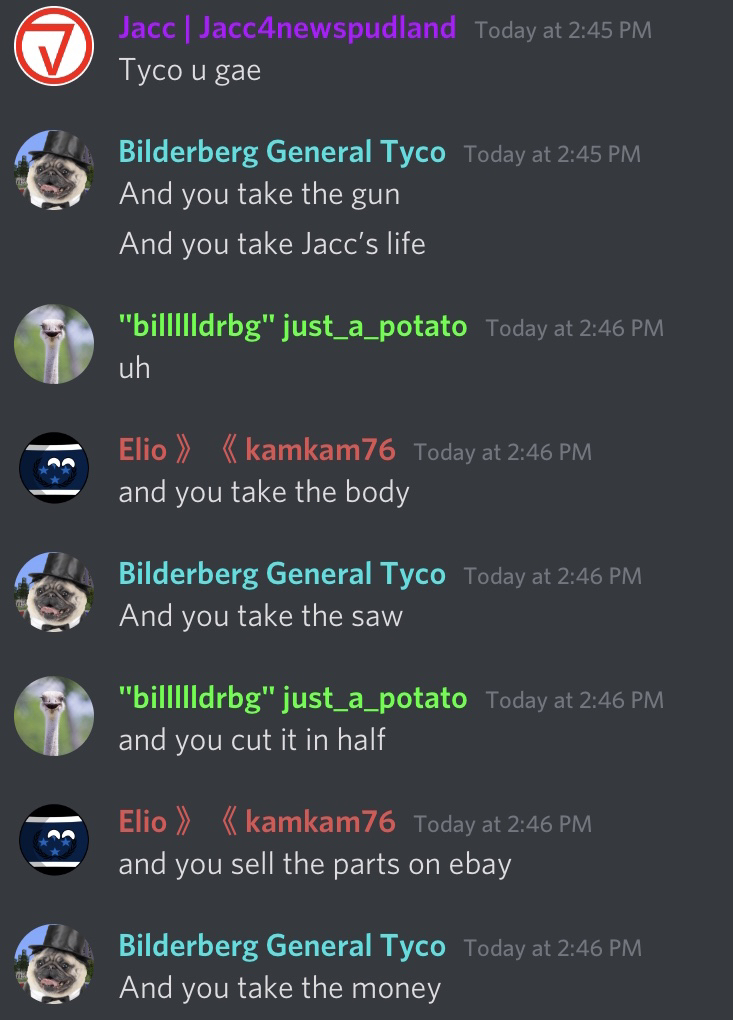 Jacc | Jacc4newspudland Today at 2:45 PM
Tyco u gae
Bilderberg General Tyco Today at 2:45 PM
And you take the gun
And you take Jacc’s life
"billlllldrbg" just_a_potato Today at 2:46 PM
uh
Elio 》 《 kamkam76 Today at 2:46 PM
and you take the body
Bilderberg General Tyco Today at 2:46 PM
And you take the saw
"billlllldrbg" just_a_potato Today at 2:46 PM
and you cut it in half
Elio 》 《 kamkam76 Today at 2:46 PM
and you sell the parts on ebay
Bilderberg General Tyco Today at 2:46 PM
And you take the money